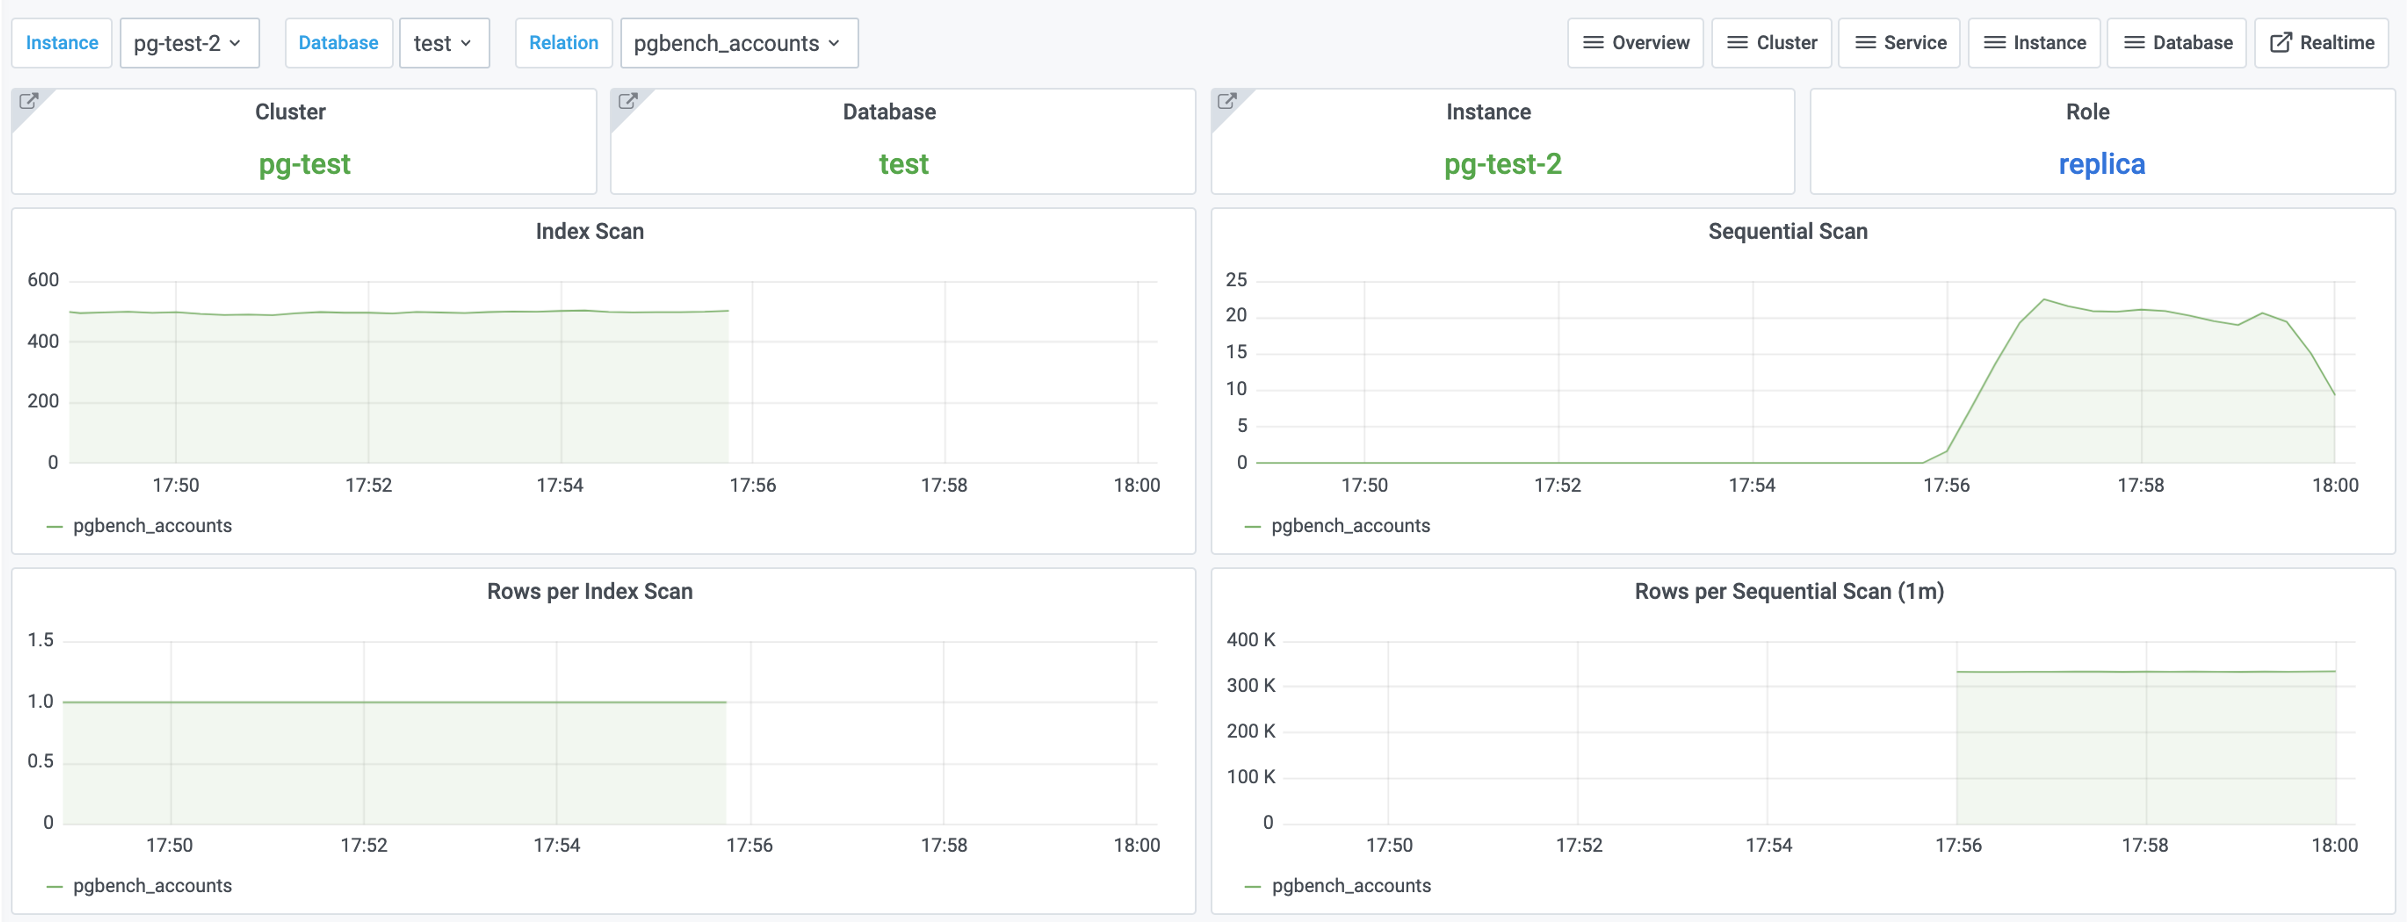 Instance pg-test-2 Database test Relation pgbench_accounts Overview Cluster Service Instance Database Realtime
Cluster
pg-test
Database
test
Instance
pg-test-2
Role
replica
Index Scan
600
400
200
0
17:50 17:52 17:54 17:56 17:58 18:00
pgbench_accounts
Sequential Scan
25
20
15
10
5
0
17:50 17:52 17:54 17:56 17:58 18:00
pgbench_accounts
Rows per Index Scan
1.5
1.0
0.5
0
17:50 17:52 17:54 17:56 17:58 18:00
pgbench_accounts
Rows per Sequential Scan (1m)
400 K
300 K
200 K
100 K
0
17:50 17:52 17:54 17:56 17:58 18:00
pgbench_accounts